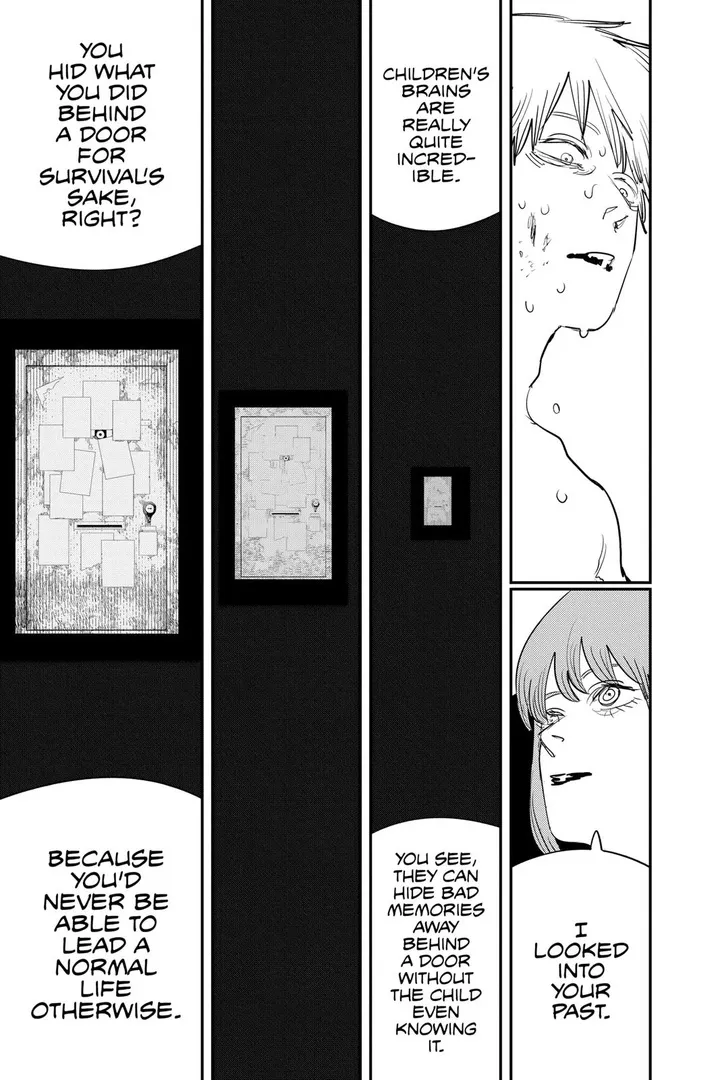 I
LOOKED
INTO
YOUR
PAST.
CHILDREN'S
BRAINS
ARE
REALLY
QUITE
INCRED-
IBLE.
YOU SEE,
THEY CAN
HIDE BAD
MEMORIES
AWAY
BEHIND
A DOOR
WITHOUT
THE CHILD
EVEN
KNOWING
IT.
YOU
HID WHAT
YOU DID
BEHIND
A DOOR
FOR
SURVIVAL'S
SAKE,
RIGHT?
BECAUSE
YOU'D
NEVER BE
ABLE TO
LEAD A
NORMAL
LIFE
OTHERWISE.